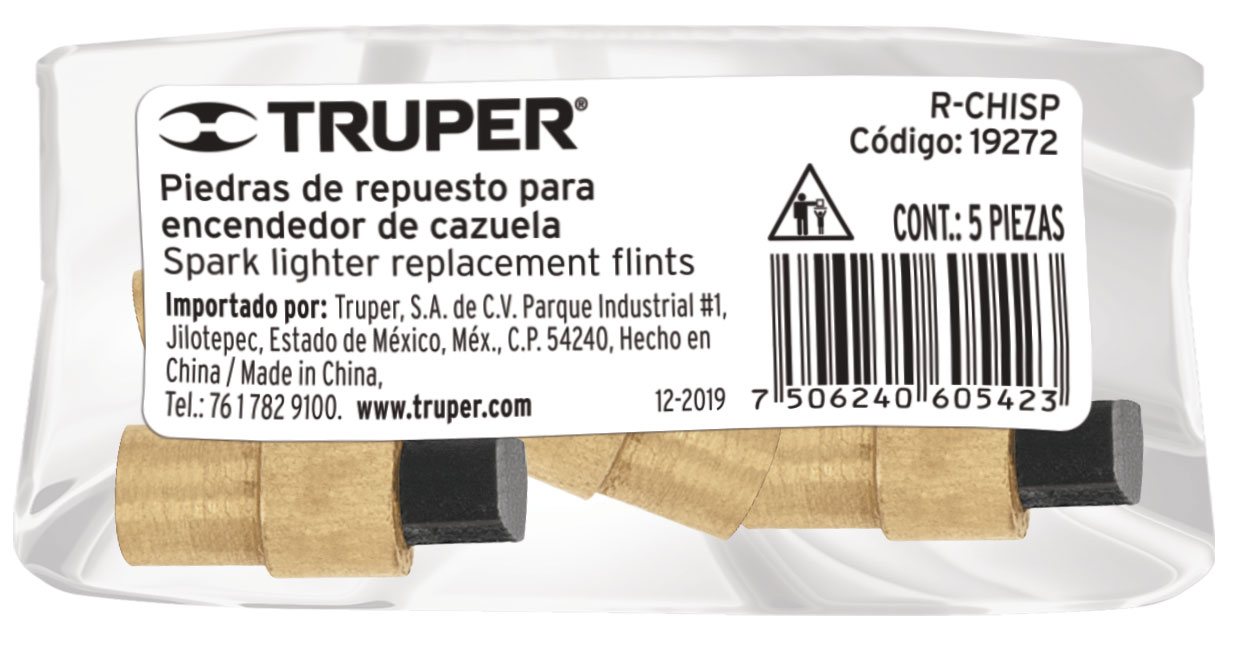 TRUPER®
R-CHISP
Código: 19272
Piedras de repuesto para
encendedor de cazuela
Spark lighter replacement flints
CONT.: 5 PIEZAS
Importado por: Truper, S.A. de C.V. Parque Industrial #1,
Jilotepec, Estado de México, Méx., C.P. 54240, Hecho en
China / Made in China,
Tel.: 761 782 9100. www.truper.com
12-2019
7 506240 605423